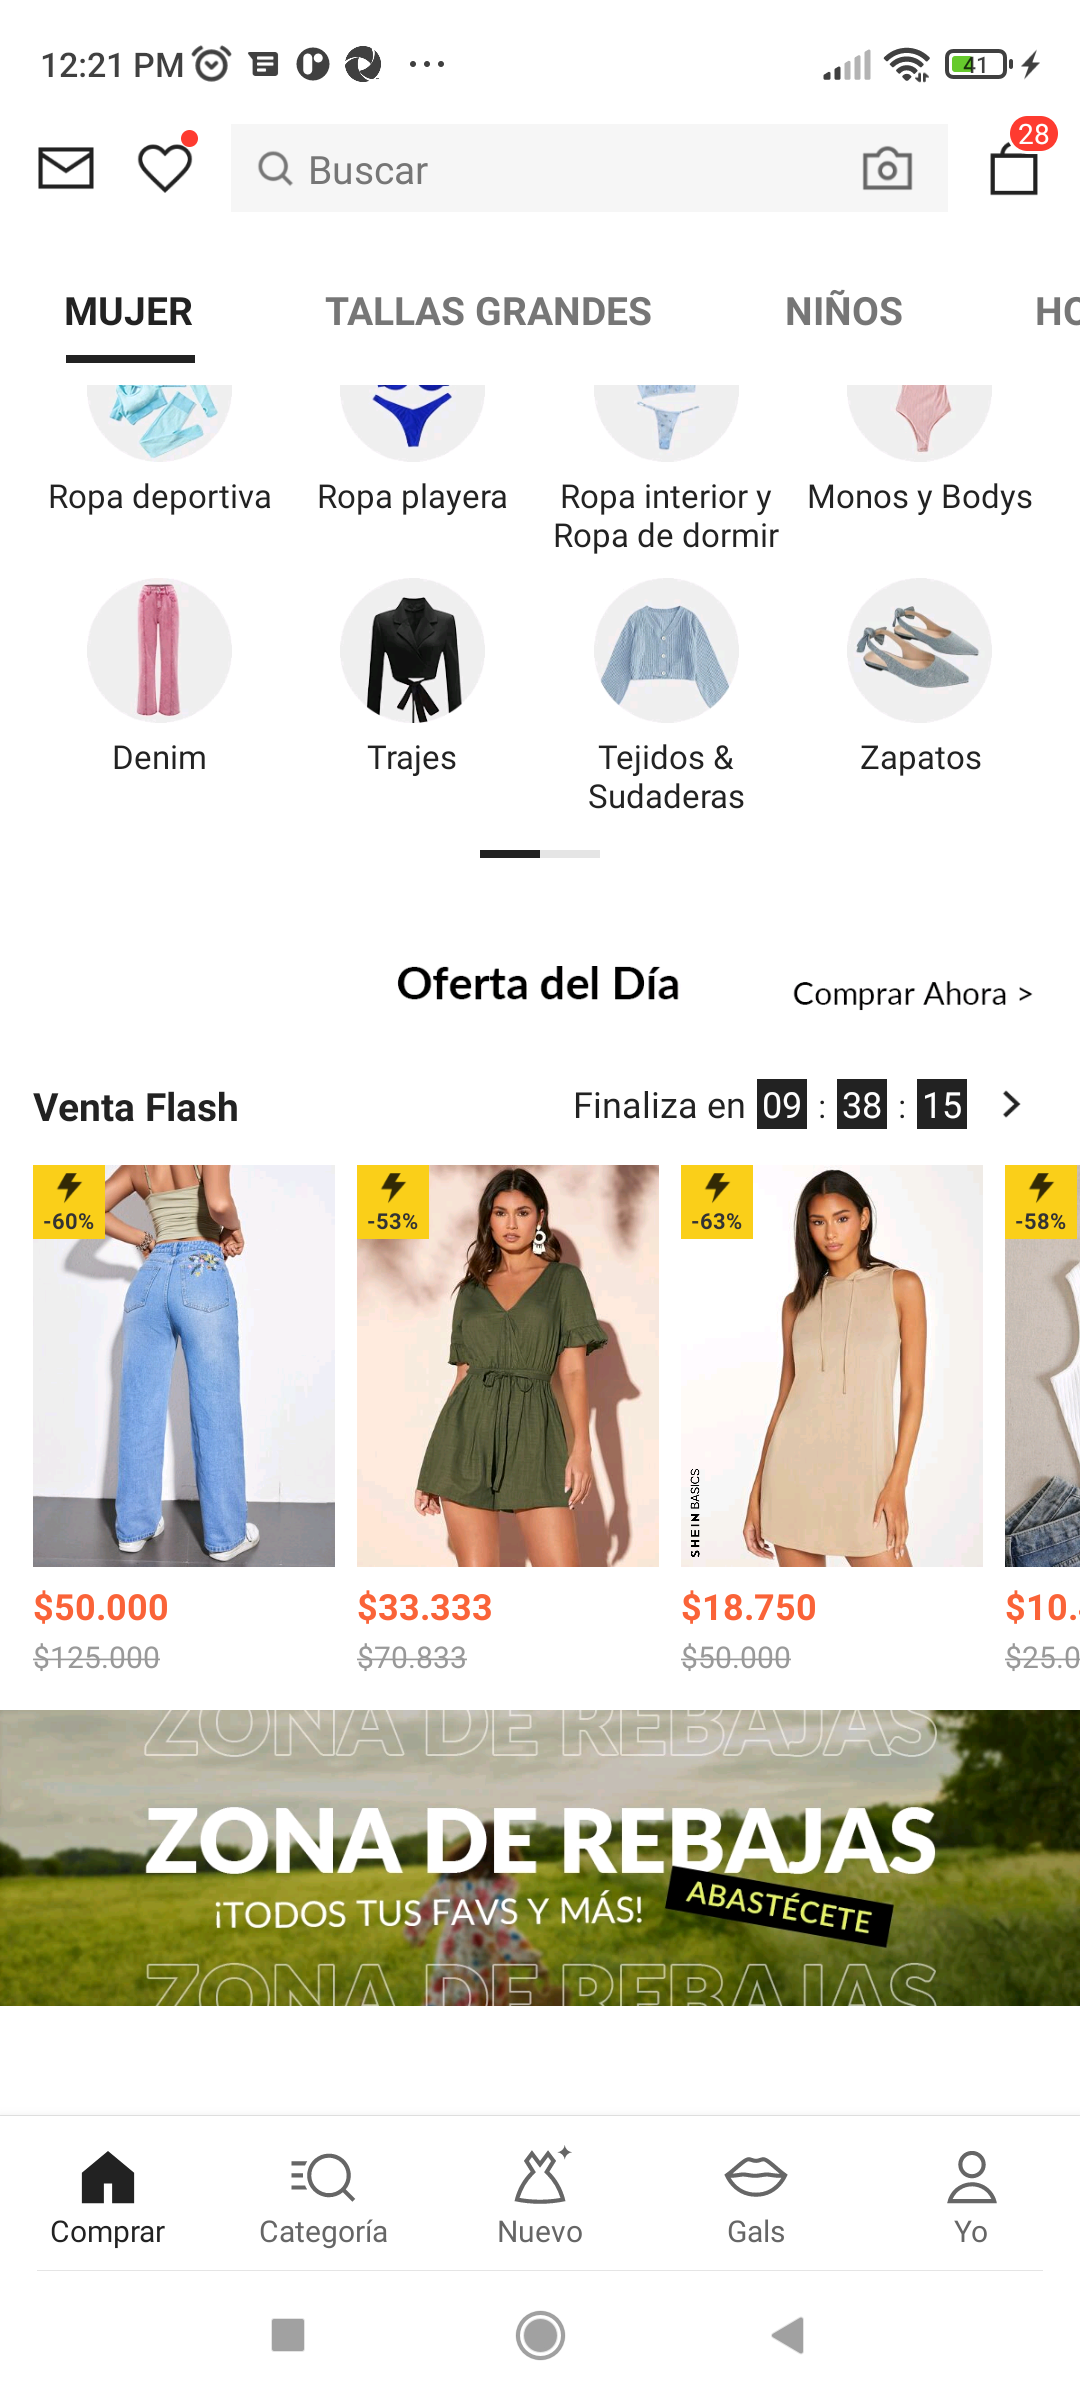 12:21 PM
41
28
Buscar
MUJER
TALLAS GRANDES
NIÑOS
HO
Ropa deportiva
Ropa playera
Ropa interior y
Ropa de dormir
Monos y Bodys
Denim
Trajes
Tejidos &
Sudaderas
Zapatos
Oferta del Día
Comprar Ahora >
Venta Flash
Finaliza en 09 : 38 : 15
-60%
-53%
-63%
-58%
SHEIN BASICS
$50.000
$33.333
$18.750
$10.
$125.000
$70.833
$50.000
$25.0
ZONA DE REBAJAS
ZONA DE REBAJAS
¡TODOS TUS FAVS Y MÁS!
ABASTÉCETE
ZONA DE REBAJAS
Comprar
Categoría
Nuevo
Gals
Yo